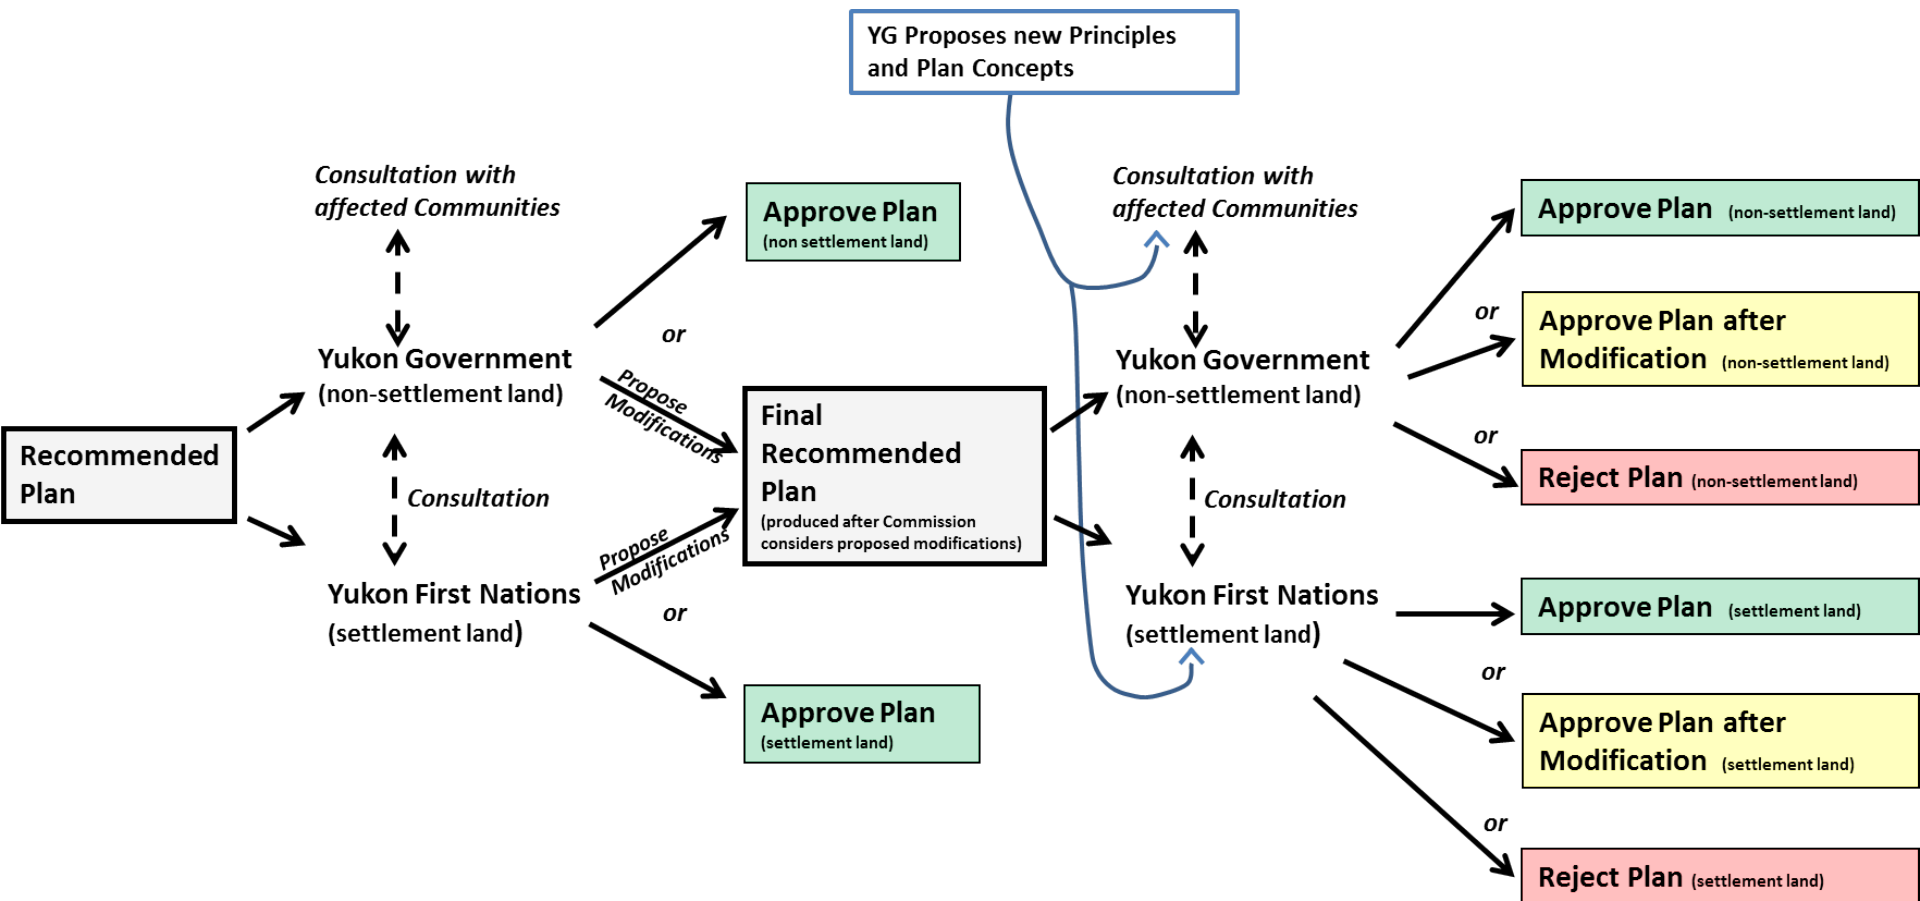 YG Proposes new Principles
and Plan Concepts
Consultation with
affected Communities
Approve Plan
(non settlement land)
or
Yukon Government
(non-settlement land)
Propose
Modifications
Recommended
Plan
Consultation
Yukon First Nations
(settlement land)
Propose
Modifications
or
Approve Plan
(settlement land)
Final
Recommended
Plan
(produced after Commission
considers proposed modifications)
Consultation with
affected Communities
Yukon Government
(non-settlement land)
Consultation
Yukon First Nations
(settlement land)
Approve Plan (non-settlement land)
or
Approve Plan after
Modification (non-settlement land)
or
Reject Plan (non-settlement land)
Approve Plan (settlement land)
or
Approve Plan after
Modification (settlement land)
or
Reject Plan (settlement land)